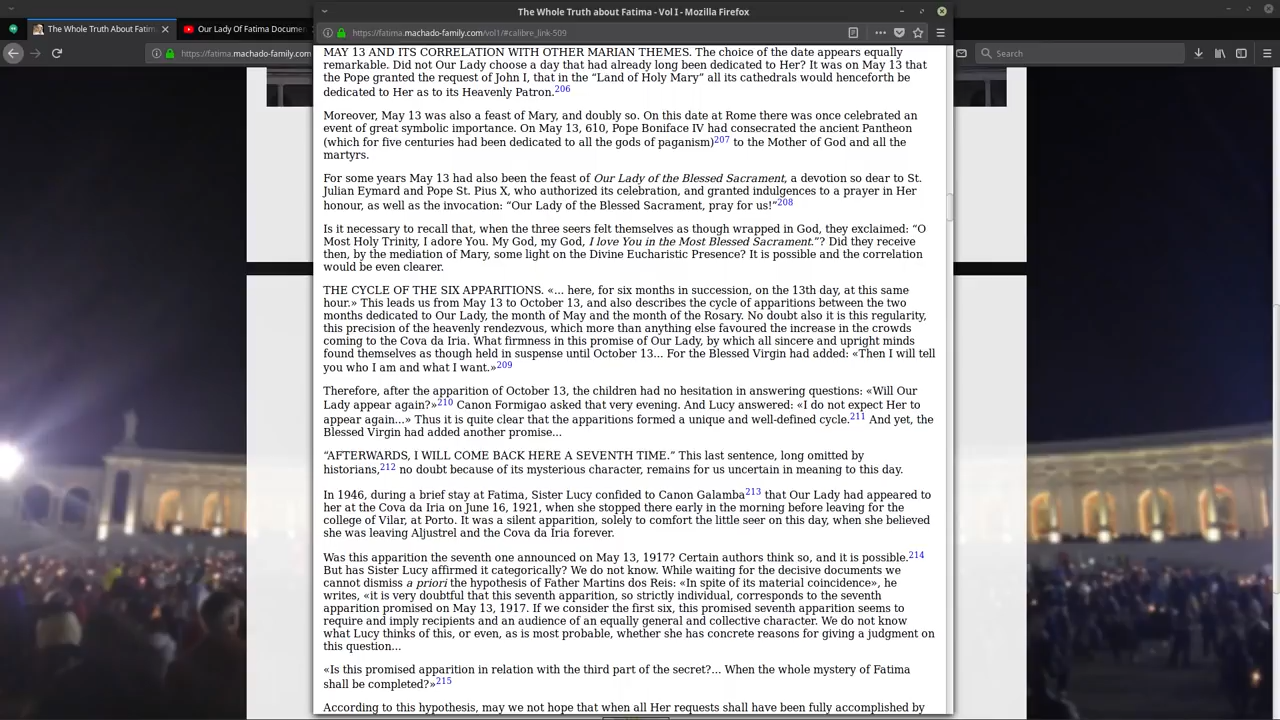 The Whole Truth about Fatima - Vol I - Mozilla Firefox
The Whole Truth About Fatim
Our Lady Of Fatima Documen
https://fatima.machado-family.com/vol1/#calibre_link-509
https://fatima.machado-family.com
Search
MAY 13 AND ITS CORRELATION WITH OTHER MARIAN THEMES. The choice of the date appears equally
remarkable. Did not Our Lady choose a day that had already long been dedicated to Her? It was on May 13 that
the Pope granted the request of John I, that in the “Land of Holy Mary” all its cathedrals would henceforth be
dedicated to Her as to its Heavenly Patron.206
Moreover, May 13 was also a feast of Mary, and doubly so. On this date at Rome there was once celebrated an
event of great symbolic importance. On May 13, 610, Pope Boniface IV had consecrated the ancient Pantheon
(which for five centuries had been dedicated to all the gods of paganism)207 to the Mother of God and all the
martyrs.
For some years May 13 had also been the feast of Our Lady of the Blessed Sacrament, a devotion so dear to St.
Julian Eymard and Pope St. Pius X, who authorized its celebration, and granted indulgences to a prayer in Her
honour, as well as the invocation: “Our Lady of the Blessed Sacrament, pray for us!”208
Is it necessary to recall that, when the three seers felt themselves as though wrapped in God, they exclaimed: “O
Most Holy Trinity, I adore You. My God, my God, I love You in the Most Blessed Sacrament.”? Did they receive
then, by the mediation of Mary, some light on the Divine Eucharistic Presence? It is possible and the correlation
would be even clearer.
THE CYCLE OF THE SIX APPARITIONS. «... here, for six months in succession, on the 13th day, at this same
hour.» This leads us from May 13 to October 13, and also describes the cycle of apparitions between the two
months dedicated to Our Lady, the month of May and the month of the Rosary. No doubt also it is this regularity,
this precision of the heavenly rendezvous, which more than anything else favoured the increase in the crowds
coming to the Cova da Iria. What firmness in this promise of Our Lady, by which all sincere and upright minds
found themselves as though held in suspense until October 13... For the Blessed Virgin had added: «Then I will tell
you who I am and what I want.»209
Therefore, after the apparition of October 13, the children had no hesitation in answering questions: «Will Our
Lady appear again?»210 Canon Formigao asked that very evening. And Lucy answered: «I do not expect Her to
appear again...» Thus it is quite clear that the apparitions formed a unique and well-defined cycle.211 And yet, the
Blessed Virgin had added another promise...
“AFTERWARDS, I WILL COME BACK HERE A SEVENTH TIME.” This last sentence, long omitted by
historians,212 no doubt because of its mysterious character, remains for us uncertain in meaning to this day.
In 1946, during a brief stay at Fatima, Sister Lucy confided to Canon Galamba213 that Our Lady had appeared to
her at the Cova da Iria on June 16, 1921, when she stopped there early in the morning before leaving for the
college of Vilar, at Porto. It was a silent apparition, solely to comfort the little seer on this day, when she believed
she was leaving Aljustrel and the Cova da Iria forever.
Was this apparition the seventh one announced on May 13, 1917? Certain authors think so, and it is possible.214
But has Sister Lucy affirmed it categorically? We do not know. While waiting for the decisive documents we
cannot dismiss a priori the hypothesis of Father Martins dos Reis: «In spite of its material coincidence», he
writes, «it is very doubtful that this seventh apparition, so strictly individual, corresponds to the seventh
apparition promised on May 13, 1917. If we consider the first six, this promised seventh apparition seems to
require and imply recipients and an audience of an equally general and collective character. We do not know
what Lucy thinks of this, or even, as is most probable, whether she has concrete reasons for giving a judgment on
this question...
«Is this promised apparition in relation with the third part of the secret?... When the whole mystery of Fatima
shall be completed?»215
According to this hypothesis, may we not hope that when all Her requests shall have been fully accomplished by